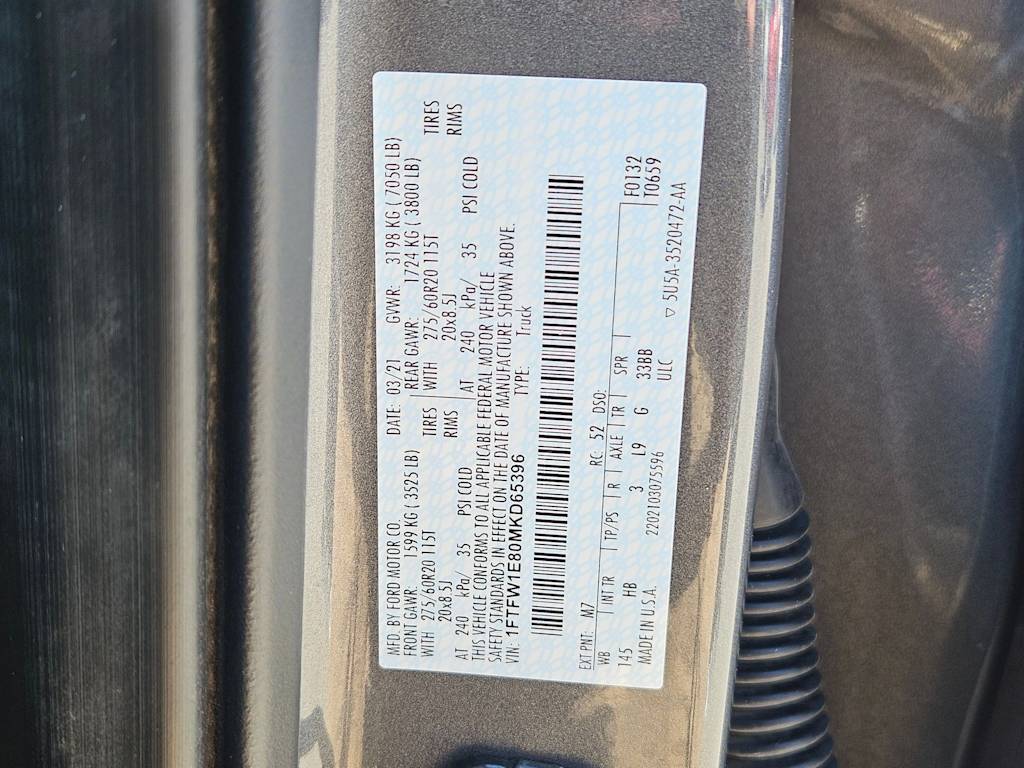 MFD. BY FORD MOTOR CO. DATE: 03/21 GVWR: 3198 KG ( 7050 LB)
FRONT GAWR: 1599 KG ( 3525 LB) REAR GAWR: 1724 KG ( 3800 LB)
WITH 275/60R20 115T TIRES WITH 275/60R20 115T TIRES
20x8.5J RIMS 20x8.5J RIMS
AT 240 kPa/ 35 PSI COLD AT 240 kPa/ 35 PSI COLD
THIS VEHICLE CONFORMS TO ALL APPLICABLE FEDERAL MOTOR VEHICLE
SAFETY STANDARDS IN EFFECT ON THE DATE OF MANUFACTURE SHOWN ABOVE.
VIN: 1FTFW1E80MKD65396 TYPE: Truck
EXT PNT: M7 RC: 52 DSO:
WB INT TR TP/PS R AXLE TR SPR F0132
145 HB 3 L9 G 33BB T0659
MADE IN U.S.A. 2202103075596 ULC
▽ 5U5A-3520472-AA